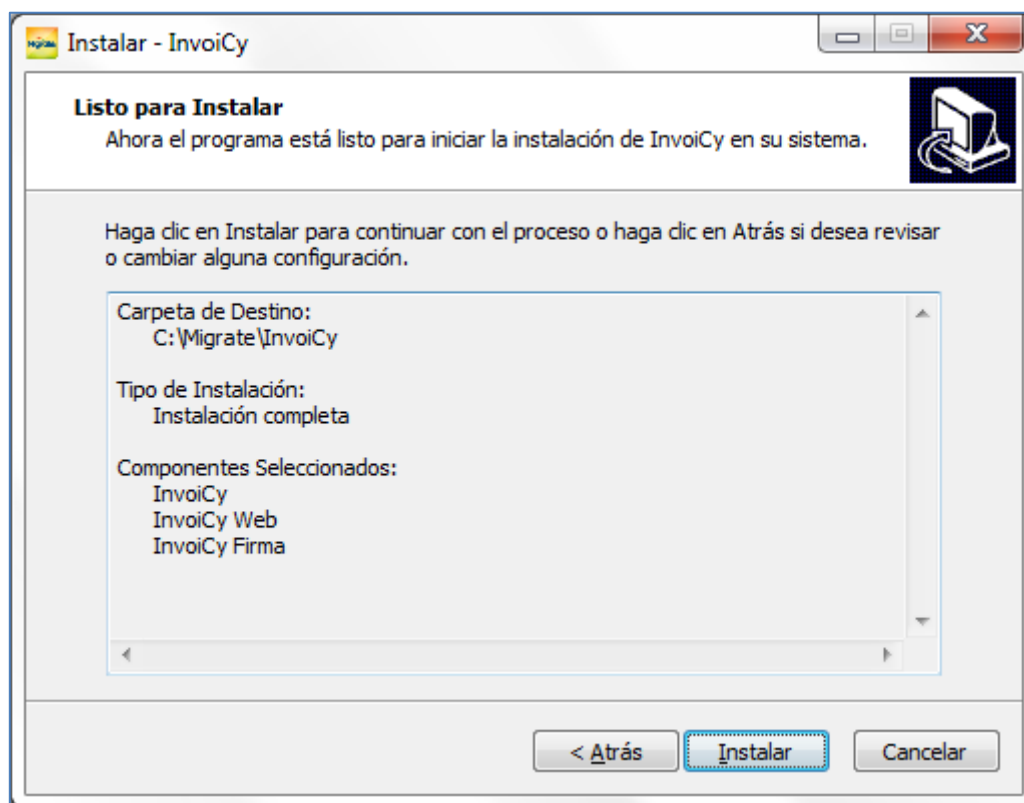 Migrate
Instalar - InvoiCy
Listo para Instalar
Ahora el programa está listo para iniciar la instalación de InvoiCy en su sistema.
Haga clic en Instalar para continuar con el proceso o haga clic en Atrás si desea revisar
o cambiar alguna configuración.
Carpeta de Destino:
C:\Migrate\InvoiCy
Tipo de Instalación:
Instalación completa
Componentes Seleccionados:
InvoiCy
InvoiCy Web
InvoiCy Firma
< Atrás
Instalar
Cancelar